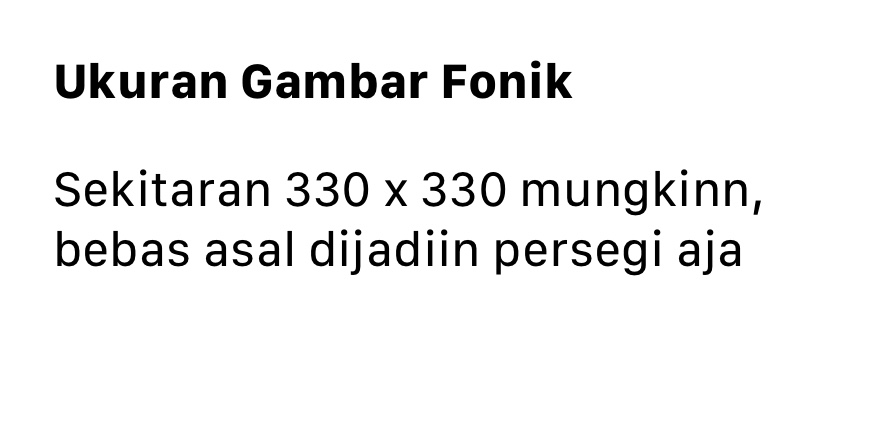 Ukuran Gambar Fonik
Sekitaran 330 x 330 mungkinn,
bebas asal dijadiin persegi aja